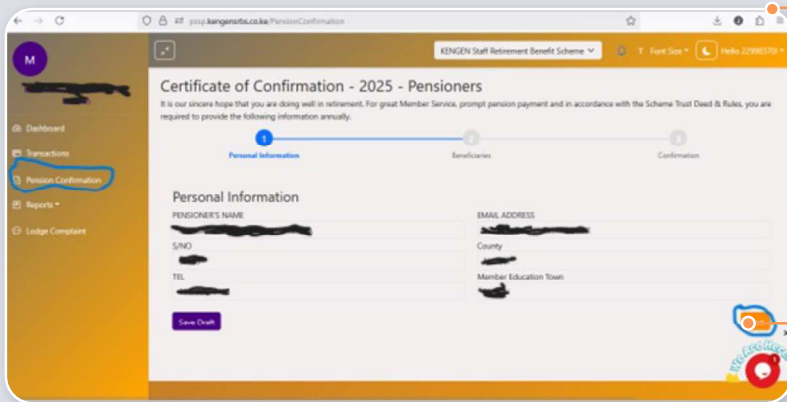 pssp.kengensrbs.co.ke/PensionConfirmation
M
KENGEN Staff Retirement Benefit Scheme
T Font Size
Dashboard
Transactions
Pension Confirmation
Reports
Lodge Complaint
Certificate of Confirmation - 2025 - Pensioners
It is our sincere hope that you are doing well in retirement. For great Member Service, prompt pension payment and in accordance with the Scheme Trust Deed & Rules, you are
required to provide the following information annually.
1
2
3
Personal Information
Beneficiaries
Confirmation
Personal Information
PENSIONER'S NAME
EMAIL ADDRESS
S/NO
County
TEL
Member Education Town
Save Draft
We Are Here